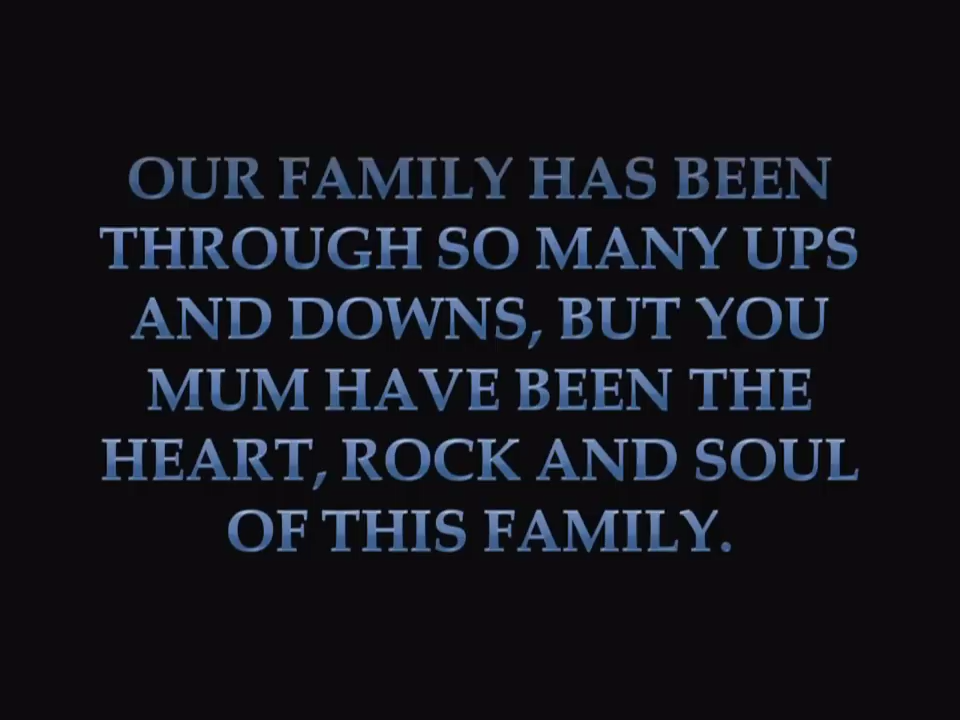 OUR FAMILY HAS BEEN
THROUGH SO MANY UPS
AND DOWNS, BUT YOU
MUM HAVE BEEN THE
HEART, ROCK AND SOUL
OF THIS FAMILY.